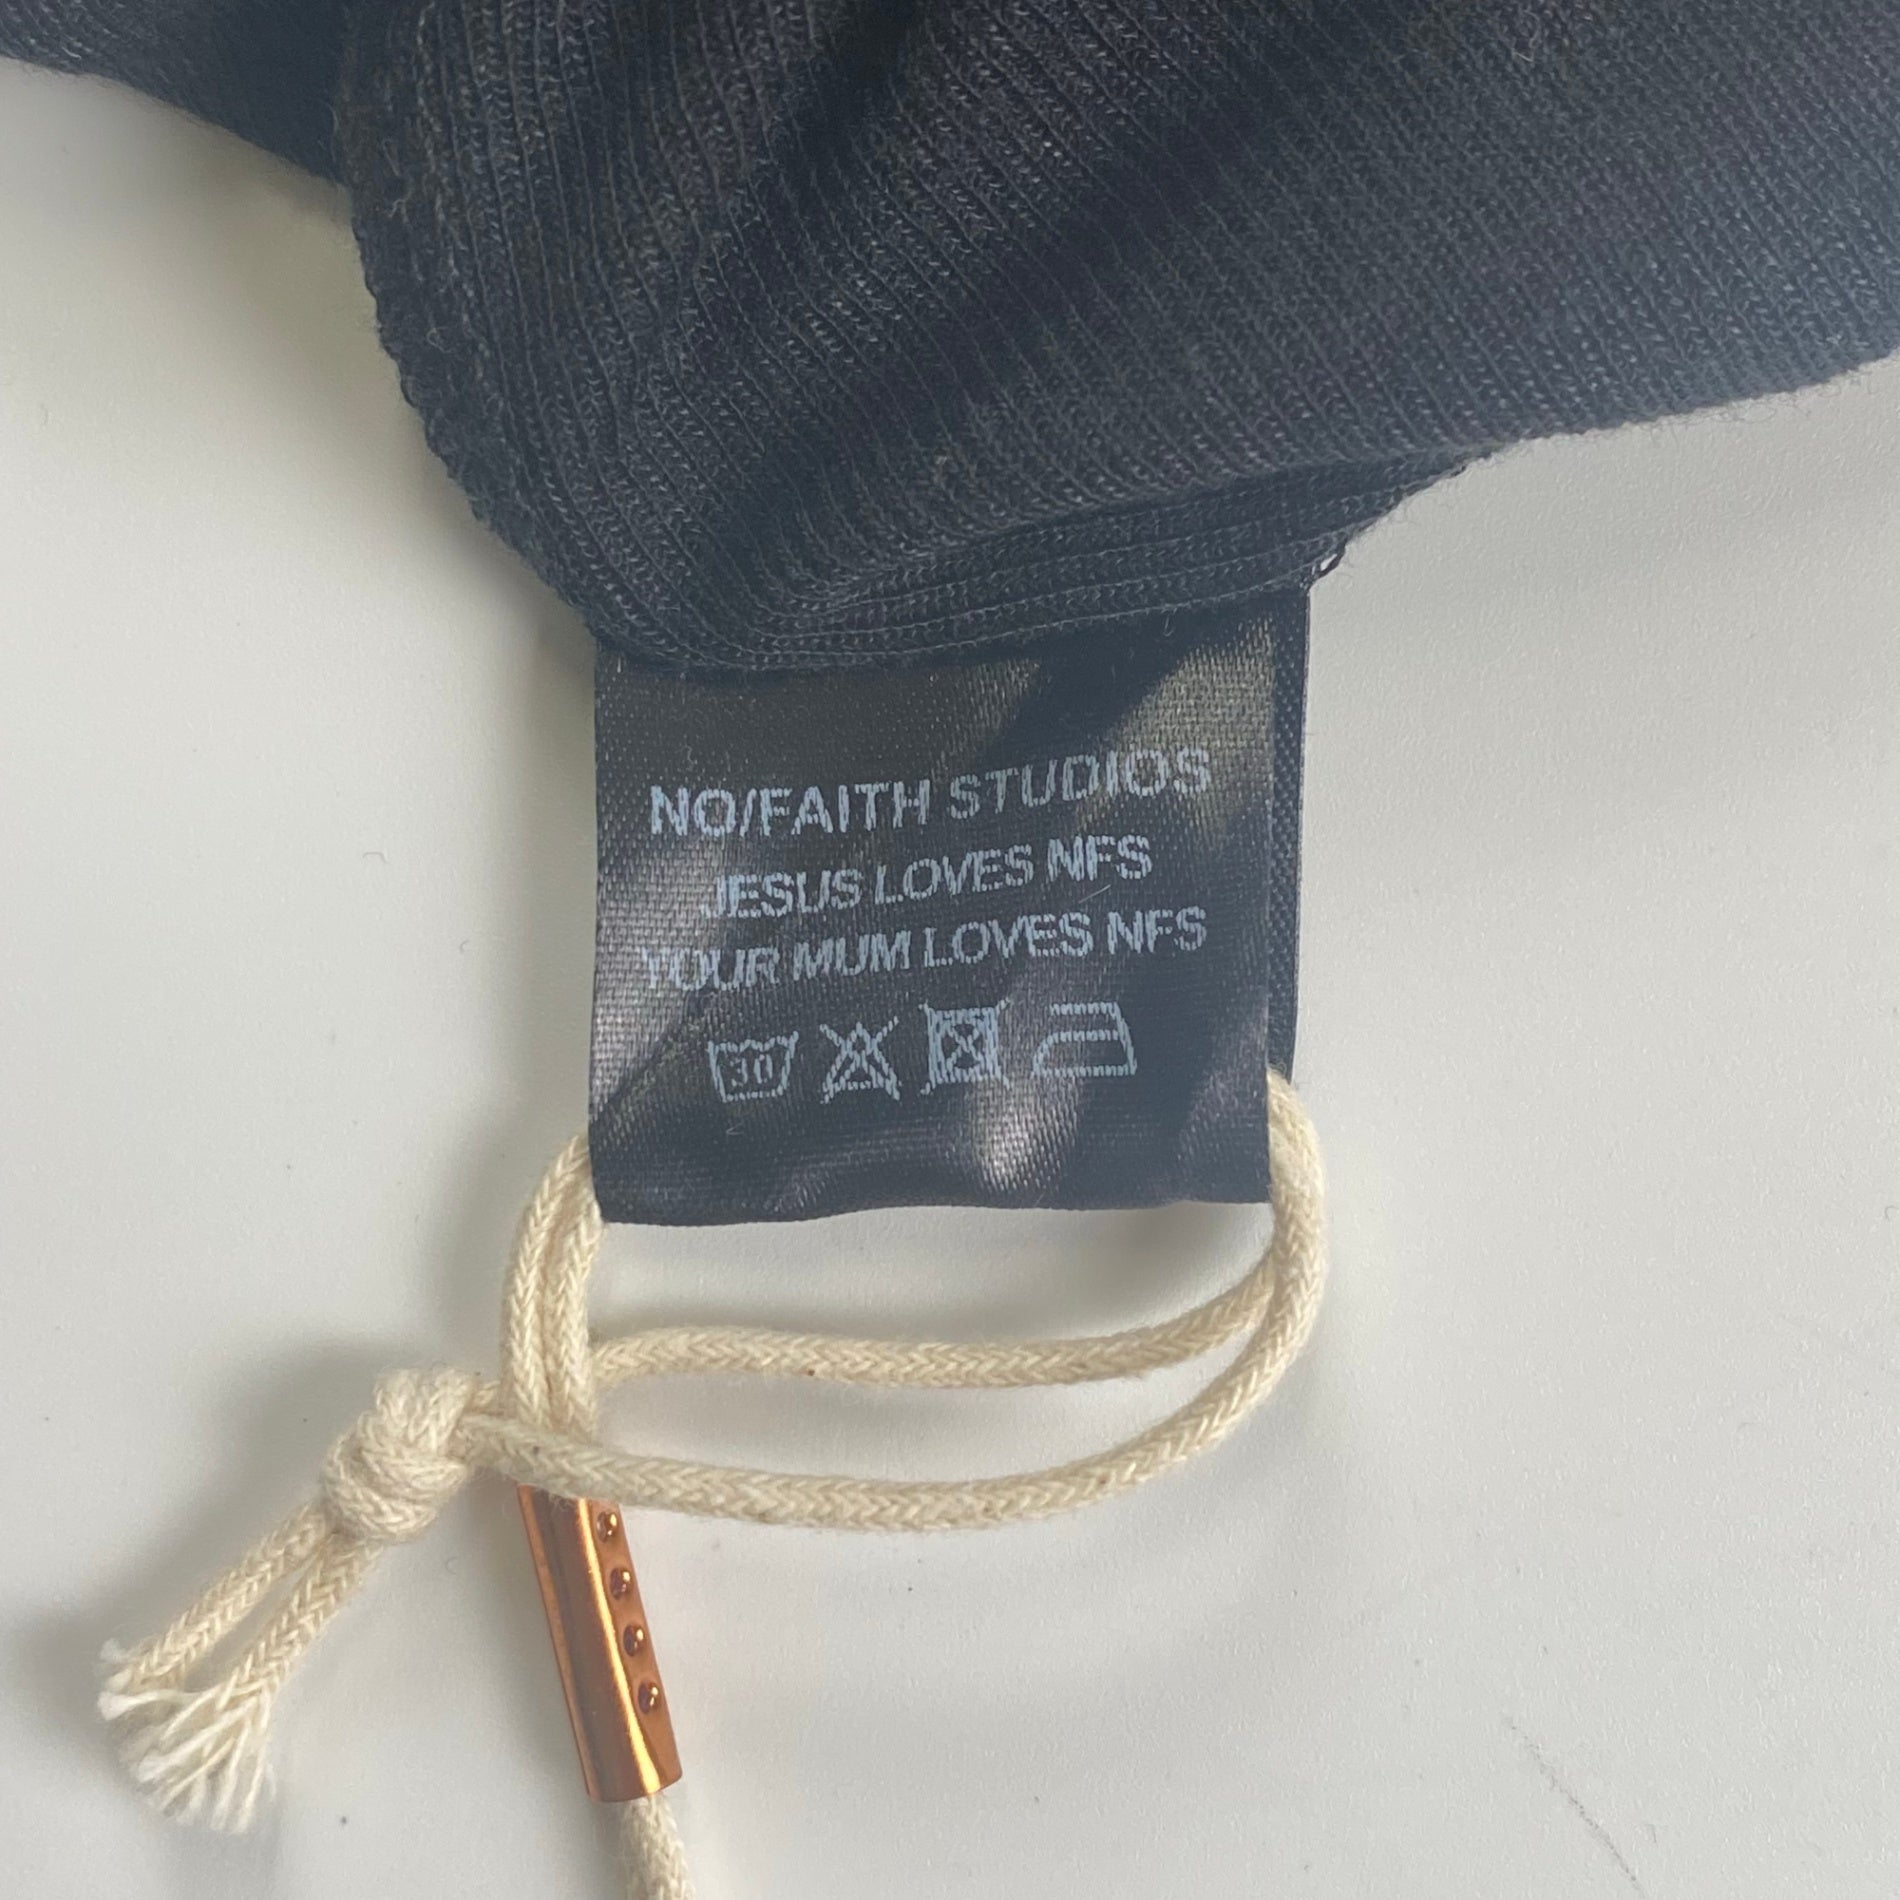 NO/FAITH STUDIOS
JESUS LOVES NFS
YOUR MUM LOVES NFS
30